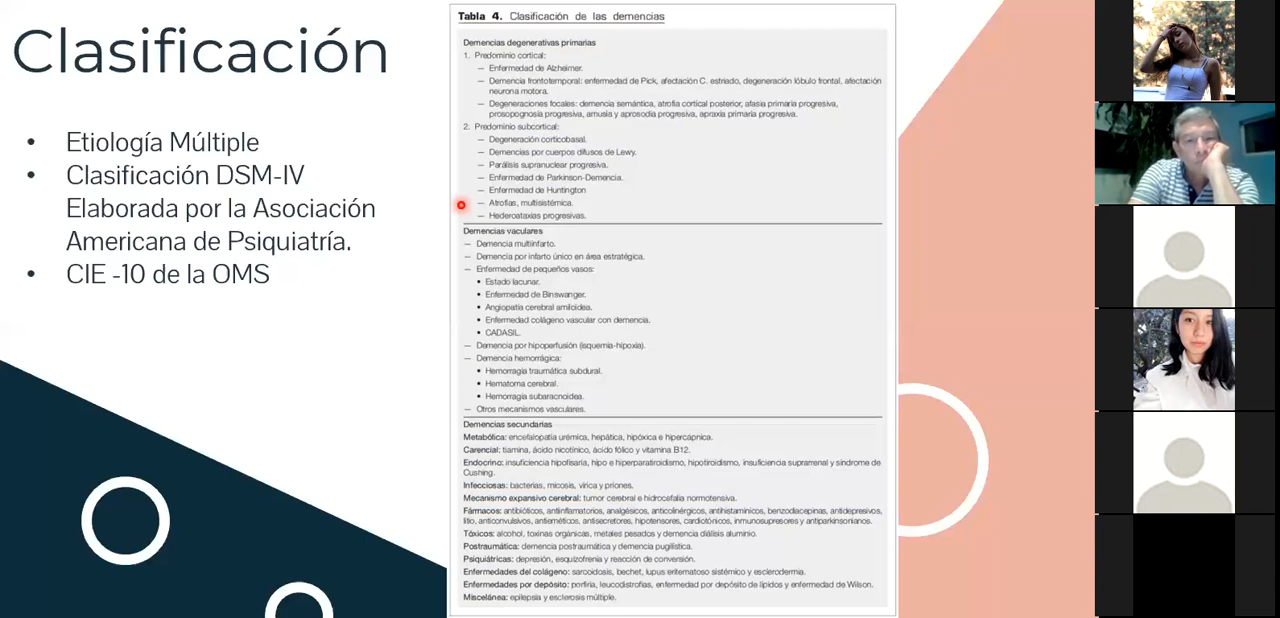 Clasificación
• Etiología Múltiple
• Clasificación DSM-IV
Elaborada por la Asociación
Americana de Psiquiatría.
• CIE -10 de la OMS
Tabla 4. Clasificación de las demencias
Demencias degenerativas primarias
1. Predominio cortical:
— Enfermedad de Alzheimer.
— Demencia frontotemporal: enfermedad de Pick, afectación C. estriado, degeneración lóbulo frontal, afectación
neurona motora.
— Degeneraciones focales: demencia semántica, atrofia cortical posterior, afasia primaria progresiva,
prosopognosia progresiva, amusia y aprosodia progresiva, apraxia primaria progresiva.
2. Predominio subcortical:
— Degeneración corticobasal.
— Demencias por cuerpos difusos de Lewy.
— Parálisis supranuclear progresiva.
— Enfermedad de Parkinson-Demencia.
— Enfermedad de Huntington
— Atrofias, multisistémica.
— Hederoataxias progresivas.
Demencias vaculares
— Demencia multiinfarto.
— Demencia por infarto único en área estratégica.
— Enfermedad de pequeños vasos:
• Estado lacunar.
• Enfermedad de Binswanger.
• Angiopatía cerebral amiloidea.
• Enfermedad colágeno vascular con demencia.
• CADASIL.
— Demencia por hipoperfusión (isquemia-hipoxia).
— Demencia hemorrágica:
• Hemorragia traumática subdural.
• Hematoma cerebral.
• Hemorragia subaracnoidea.
— Otros mecanismos vasculares.
Demencias secundarias
Metabólica: encefalopatía urémica, hepática, hipóxica e hipercápnica.
Carencial: tiamina, ácido nicotínico, ácido fólico y vitamina B12.
Endocrino: insuficiencia hipofisaria, hipo e hiperparatiroidismo, hipotiroidismo, insuficiencia suprarrenal y síndrome de
Cushing.
Infecciosas: bacterias, micosis, vírica y priones.
Mecanismo expansivo cerebral: tumor cerebral e hidrocefalia normotensiva.
Fármacos: antibióticos, antiinflamatorios, analgésicos, anticolinérgicos, antihistamínicos, benzodiacepinas, antidepresivos,
litio, anticonvulsivos, antieméticos, antisecretores, hipotensores, cardiotónicos, inmunosupresores y antiparkinsonianos.
Tóxicos: alcohol, toxinas orgánicas, metales pesados y demencia diálisis aluminio.
Postraumática: demencia postraumática y demencia pugilística.
Psiquiátricas: depresión, esquizofrenia y reacción de conversión.
Enfermedades del colágeno: sarcoidosis, bechet, lupus eritematoso sistémico y esclerodermia.
Enfermedades por depósito: porfiria, leucodistrofias, enfermedad por depósito de lípidos y enfermedad de Wilson.
Miscelánea: epilepsia y esclerosis múltiple.